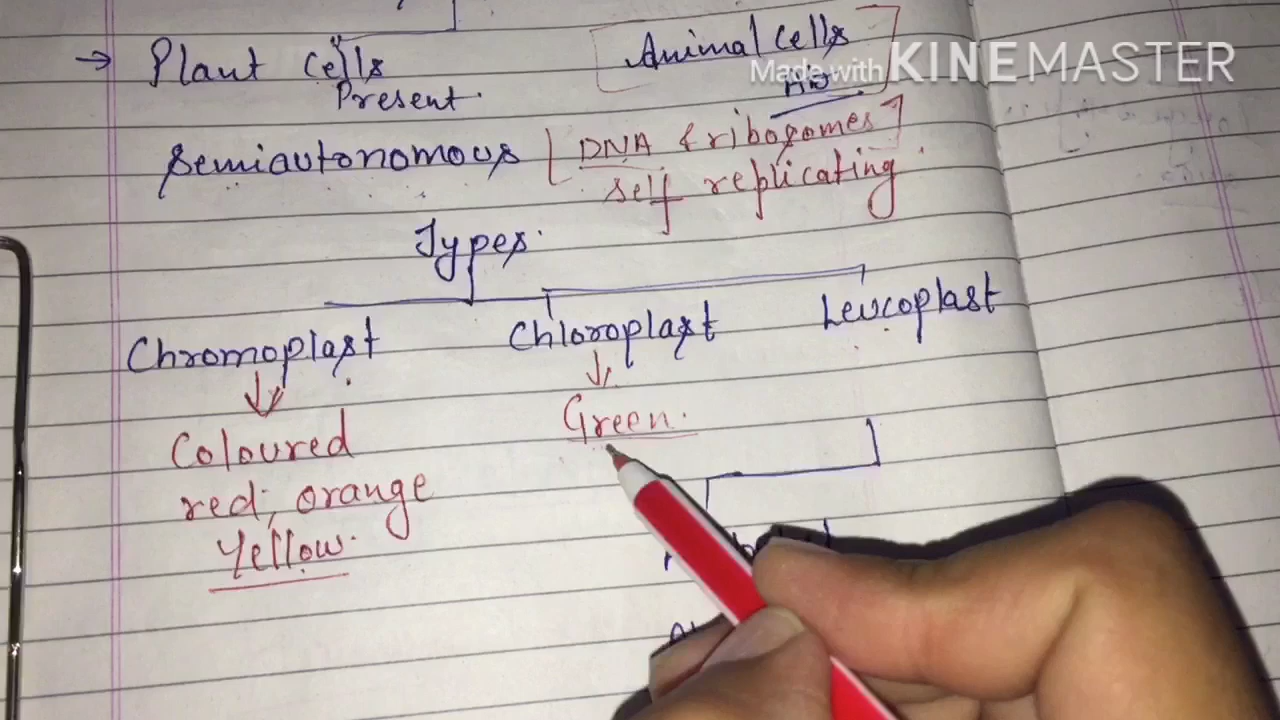 → Plant Cells
Animal Cells
Made with KINEMASTER
Present.
semiautonomous [DNA & ribosomes]
self replicating
Types.
Chromoplast Chloroplast Leucoplast
Coloured Green.
red; orange
Yellow.